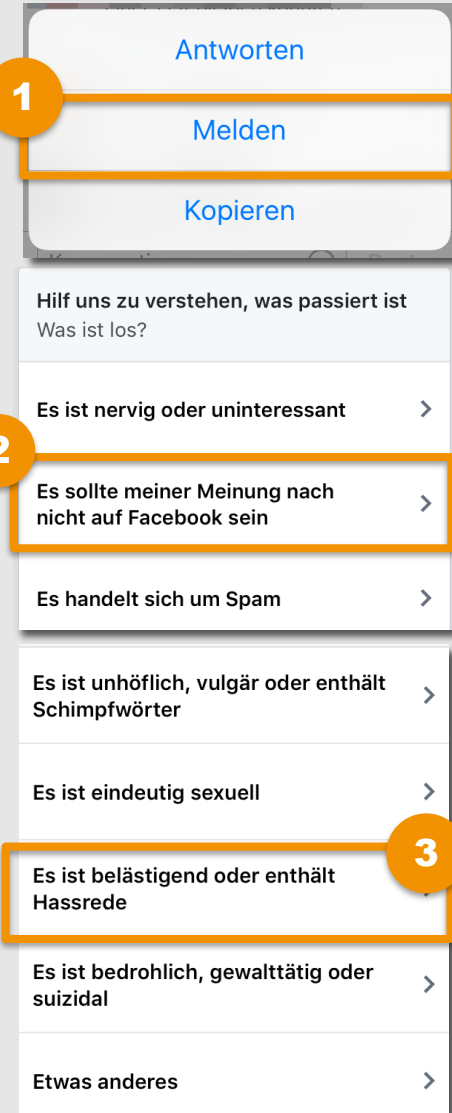 Antworten
1
Melden
Kopieren
Hilf uns zu verstehen, was passiert ist
Was ist los?
Es ist nervig oder uninteressant
2
Es sollte meiner Meinung nach
nicht auf Facebook sein
Es handelt sich um Spam
Es ist unhöflich, vulgär oder enthält
Schimpfwörter
Es ist eindeutig sexuell
3
Es ist belästigend oder enthält
Hassrede
Es ist bedrohlich, gewalttätig oder
suizidal
Etwas anderes